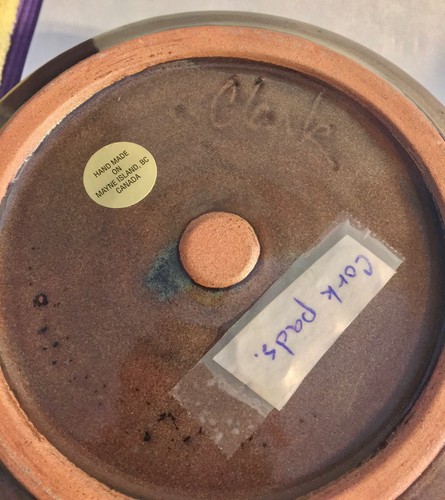 Clarke
HAND MADE
ON
MAYNE ISLAND, BC
CANADA
Cork pads.